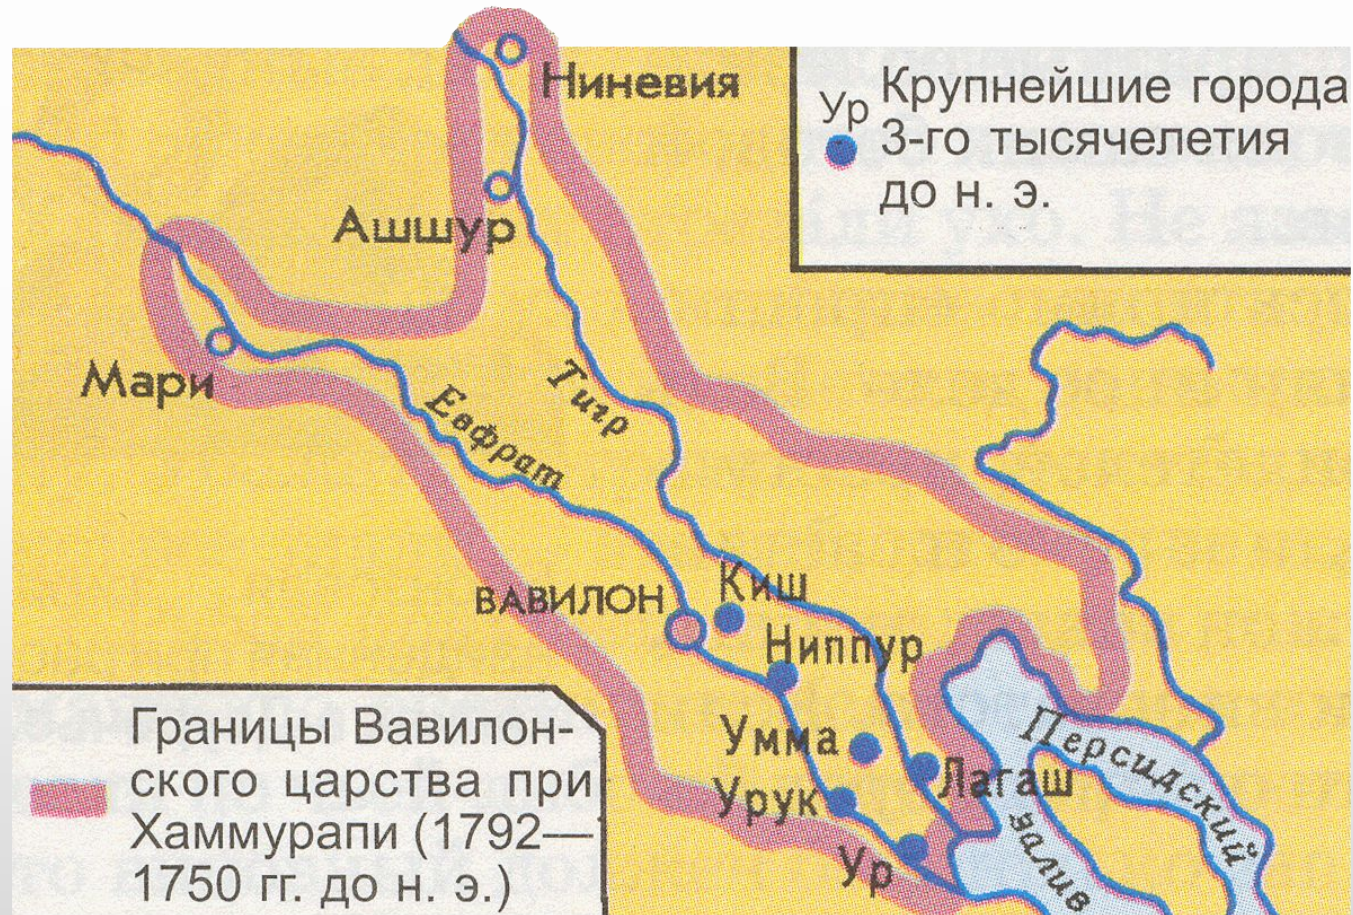 Ниневия
Ур
Крупнейшие города
3-го тысячелетия
до н. э.
Ашшур
Мари
Тигр
Евфрат
Киш
ВАВИЛОН
Ниппур
Умма
Лагаш
Урук
Ур
Персидский
залив
Границы Вавилон-
ского царства при
Хаммурапи (1792—
1750 гг. до н. э.)